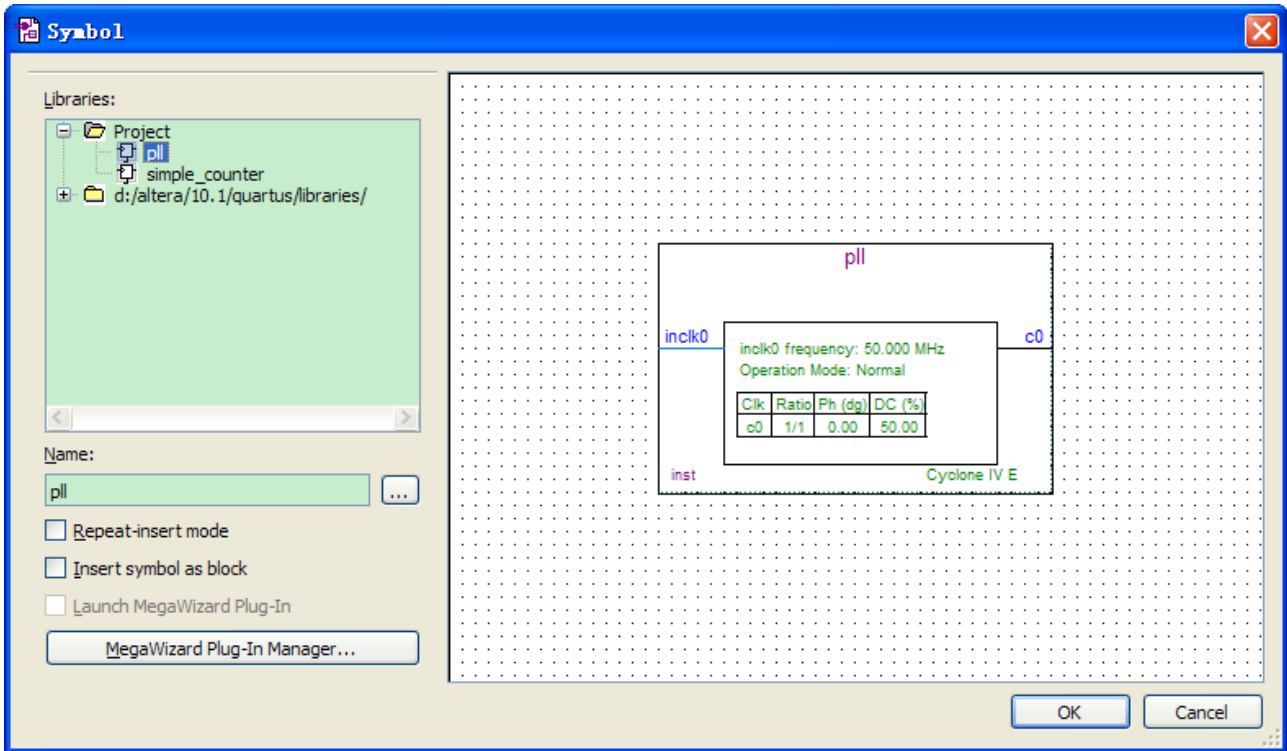 Symbol
Libraries:
Project
pll
simple_counter
d:/altera/10.1/quartus/libraries/
Name:
pll
...
Repeat-insert mode
Insert symbol as block
Launch MegaWizard Plug-In
MegaWizard Plug-In Manager...
pll
inclk0
c0
inclk0 frequency: 50.000 MHz
Operation Mode: Normal
Clk Ratio Ph (dg) DC (%)
c0 1/1 0.00 50.00
inst
Cyclone IV E
OK
Cancel